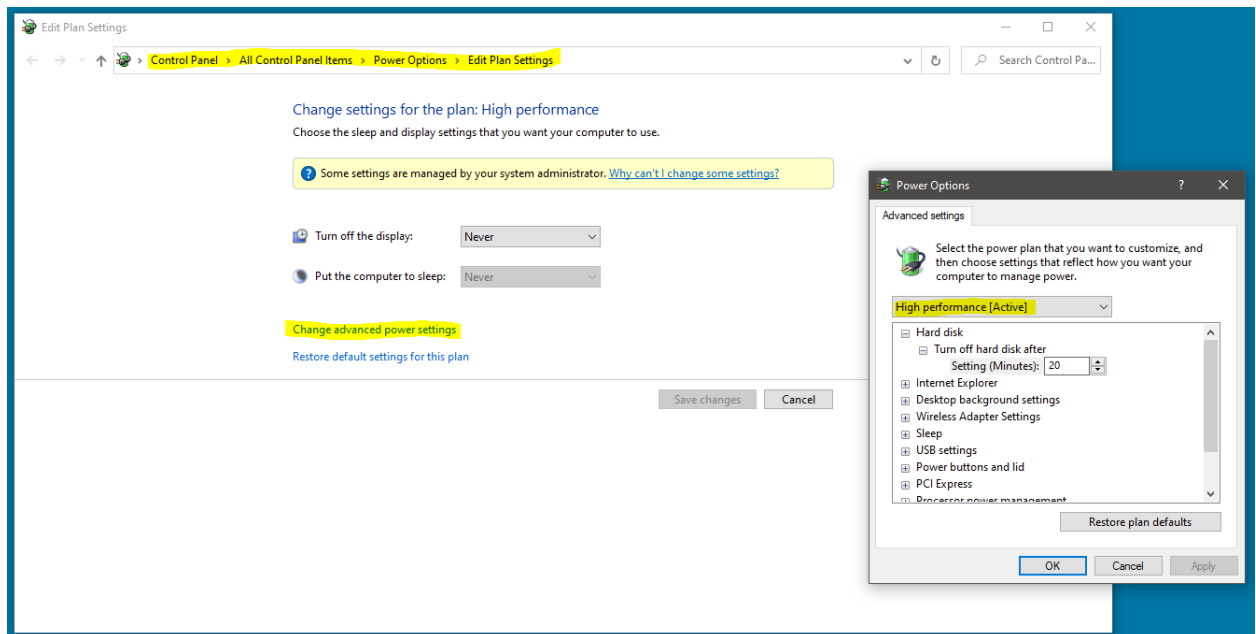 Edit Plan Settings
Control Panel > All Control Panel Items > Power Options > Edit Plan Settings
Search Control Pa...
Change settings for the plan: High performance
Choose the sleep and display settings that you want your computer to use.
Some settings are managed by your system administrator. Why can't I change some settings?
Turn off the display: Never
Put the computer to sleep: Never
Change advanced power settings
Restore default settings for this plan
Save changes Cancel
Power Options
Advanced settings
Select the power plan that you want to customize, and
then choose settings that reflect how you want your
computer to manage power.
High performance [Active]
Hard disk
Turn off hard disk after
Setting (Minutes): 20
Internet Explorer
Desktop background settings
Wireless Adapter Settings
Sleep
USB settings
Power buttons and lid
PCI Express
Processor power management
Restore plan defaults
OK Cancel Apply